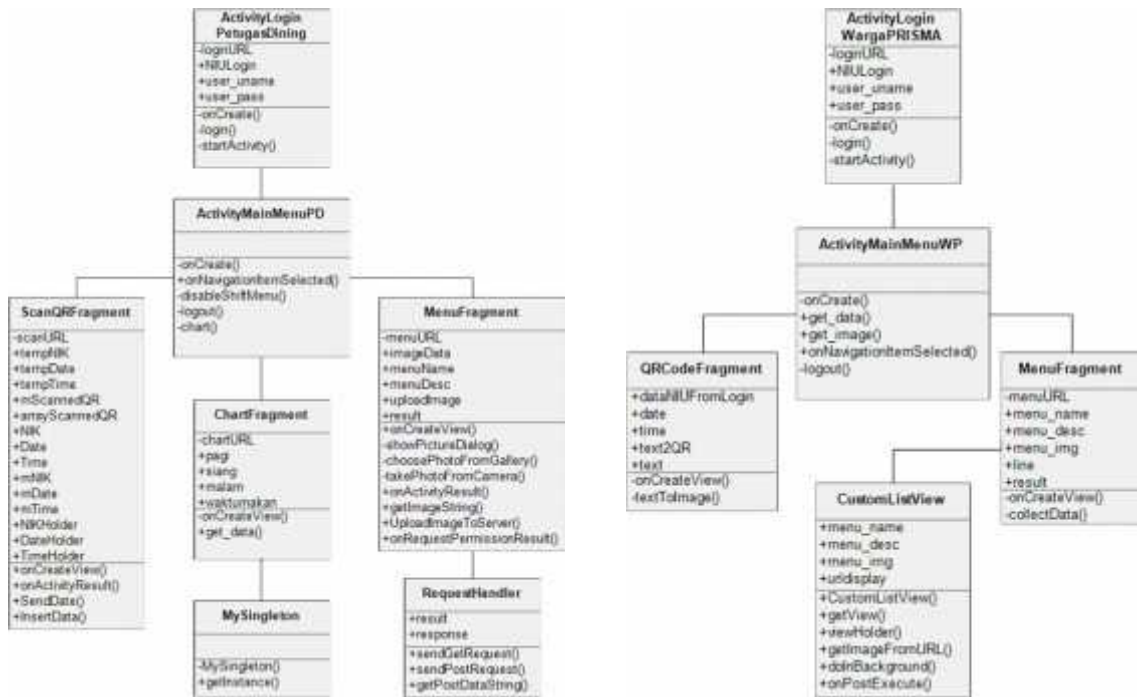 ActivityLogin
PetugasDining
-loginURL
+NIULogin
+user_uname
+user_pass
-onCreate()
-login()
-startActivity()
ActivityMainMenuPD
-onCreate()
+onNavigationItemSelected()
-disableShiftMenu()
-logout()
-chart()
ScanQRFragment
-scanURL
+tempNIK
+tempDate
+tempTime
+mScannedQR
+arrayScannedQR
+NIK
+Date
+Time
+mNIK
+mDate
+mTime
+NIKHolder
+DateHolder
+TimeHolder
+onCreateView()
+onActivityResult()
+SendDate()
+InsertData()
ChartFragment
-chartURL
+pagi
+siang
+malam
+waktumakan
-onCreateView()
+get_data()
MySingleton
-MySingleton()
+getInstance()
MenuFragment
-menuURL
+imageData
+menuName
+menuDesc
+uploadImage
+result
+onCreateView()
-showPictureDialog()
-choosePhotoFromGallery()
-takePhotoFromCamera()
+onActivityResult()
+getImageString()
+UploadImageToServer()
+onRequestPermissionResult()
RequestHandler
+result
+response
+sendGetRequest()
+sendPostRequest()
+getPostDataString()
ActivityLogin
WargaPRISMA
-loginURL
+NIULogin
+user_uname
+user_pass
-onCreate()
-login()
-startActivity()
ActivityMainMenuWP
-onCreate()
+get_data()
+get_image()
+onNavigationItemSelected()
-logout()
QRCodeFragment
+dataNIUFromLogin
+date
+time
+text2QR
+text
-onCreateView()
-textToImage()
CustomListView
+menu_name
+menu_desc
+menu_img
+urldisplay
+CustomListView()
+getView()
+viewHolder()
+getImageFromURL()
+doInBackground()
+onPostExecute()
MenuFragment
-menuURL
+menu_name
+menu_desc
+menu_img
+line
+result
-onCreateView()
-collectData()